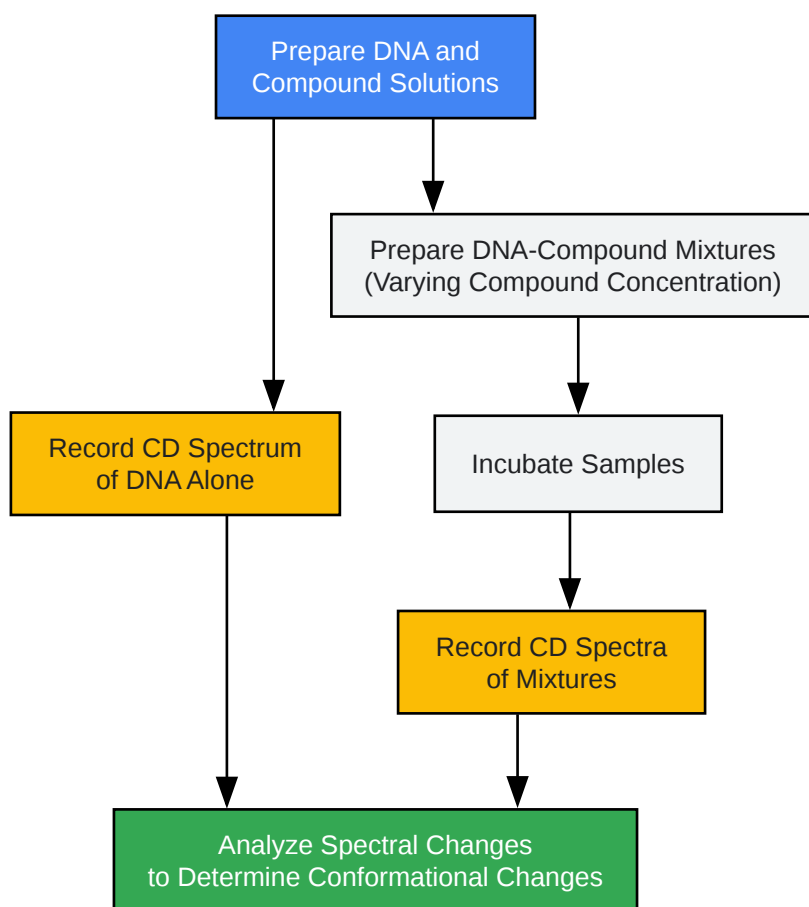 Prepare DNA and
Compound Solutions
Prepare DNA-Compound Mixtures
(Varying Compound Concentration)
Record CD Spectrum
of DNA Alone
Incubate Samples
Record CD Spectra
of Mixtures
Analyze Spectral Changes
to Determine Conformational Changes